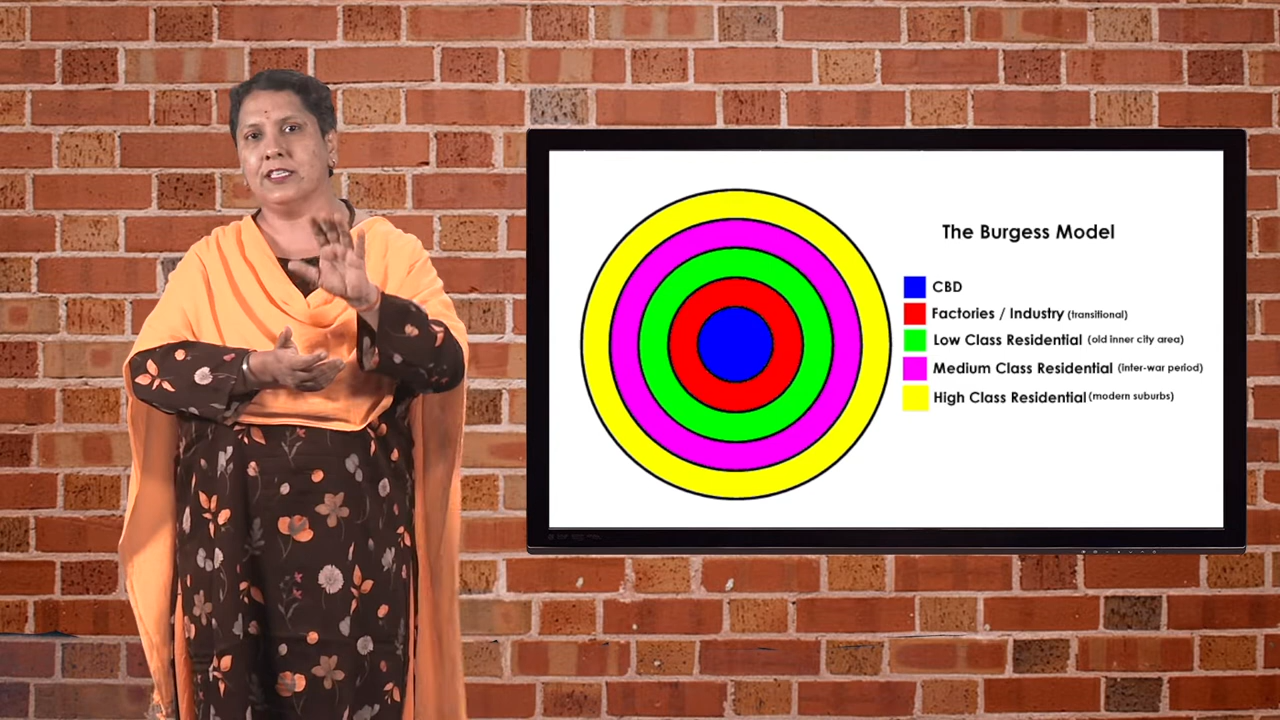 The Burgess Model
CBD
Factories / Industry (transitional)
Low Class Residential (old inner city area)
Medium Class Residential (inter-war period)
High Class Residential (modern suburbs)